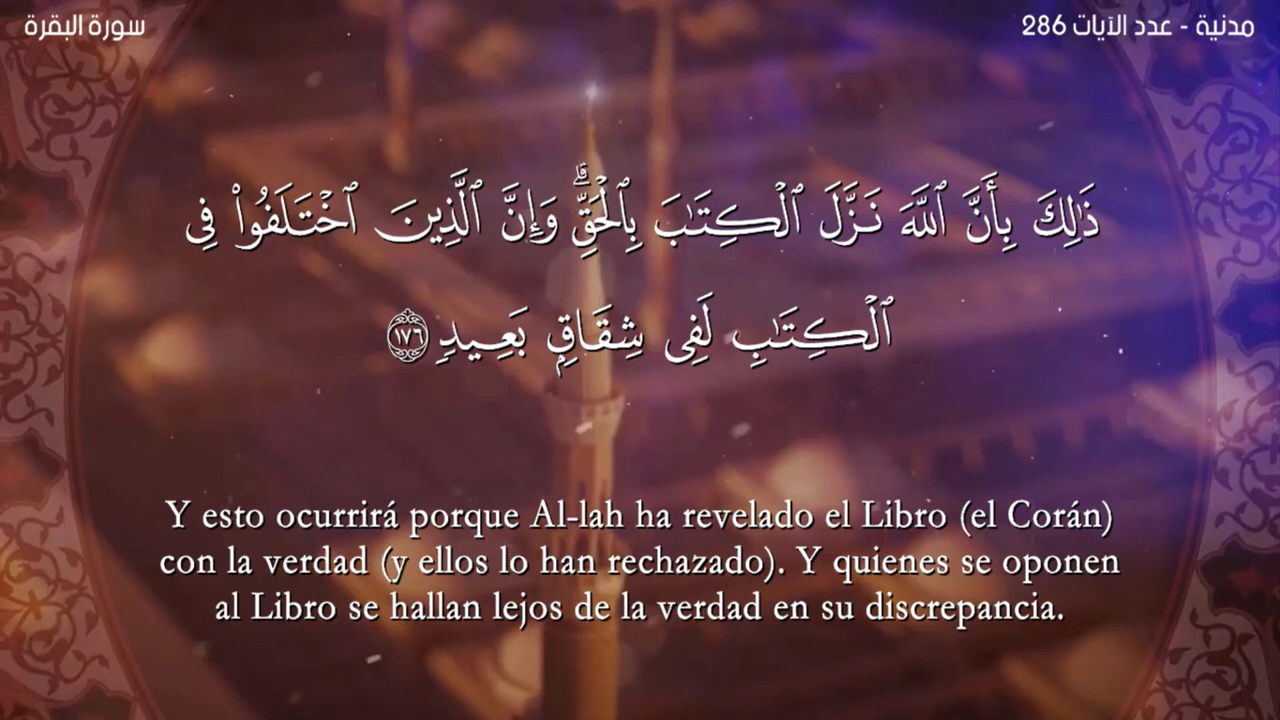 مدنية - عدد الآيات 286
سورة البقرة
ذَٰلِكَ بِأَنَّ ٱللَّهَ نَزَّلَ ٱلْكِتَٰبَ بِٱلْحَقِّ ۗ وَإِنَّ ٱلَّذِينَ ٱخْتَلَفُوا۟ فِى
ٱلْكِتَٰبِ لَفِى شِقَاقٍۭ بَعِيدٍ ١٧٦
Y esto ocurrirá porque Al-lah ha revelado el Libro (el Corán)
con la verdad (y ellos lo han rechazado). Y quienes se oponen
al Libro se hallan lejos de la verdad en su discrepancia.